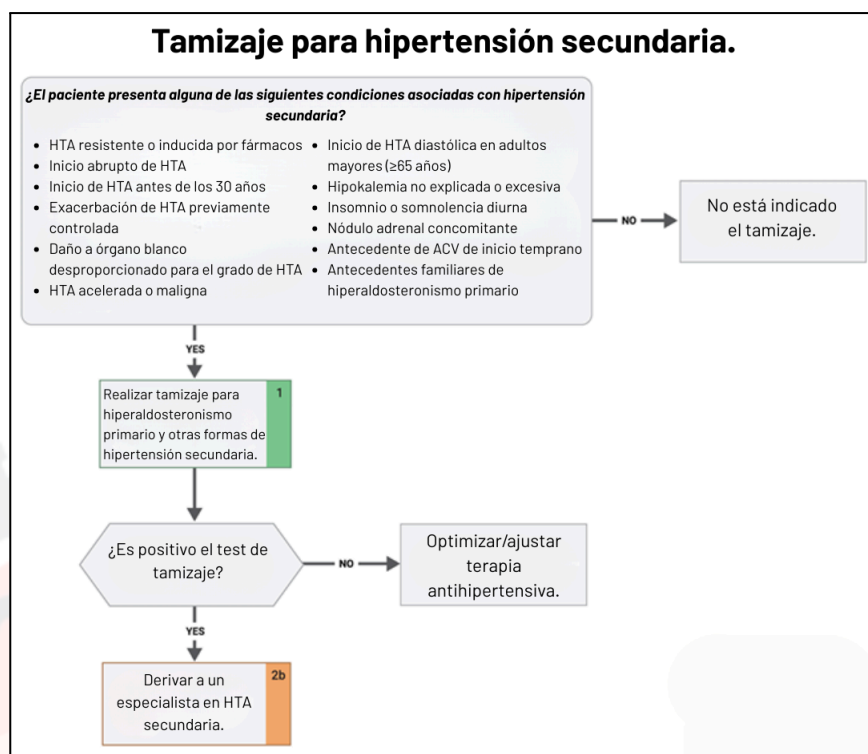 Tamizaje para hipertensión secundaria.
¿El paciente presenta alguna de las siguientes condiciones asociadas con hipertensión
secundaria?
• HTA resistente o inducida por fármacos
• Inicio abrupto de HTA
• Inicio de HTA antes de los 30 años
• Exacerbación de HTA previamente
controlada
• Daño a órgano blanco
desproporcionado para el grado de HTA
• HTA acelerada o maligna
• Inicio de HTA diastólica en adultos
mayores (≥65 años)
• Hipokalemia no explicada o excesiva
• Insomnio o somnolencia diurna
• Nódulo adrenal concomitante
• Antecedente de ACV de inicio temprano
• Antecedentes familiares de
hiperaldosteronismo primario
NO
No está indicado
el tamizaje.
YES
Realizar tamizaje para
hiperaldosteronismo
primario y otras formas de
hipertensión secundaria.
1
¿Es positivo el test de
tamizaje?
NO
Optimizar/ajustar
terapia
antihipertensiva.
YES
Derivar a un
especialista en HTA
secundaria.
2b